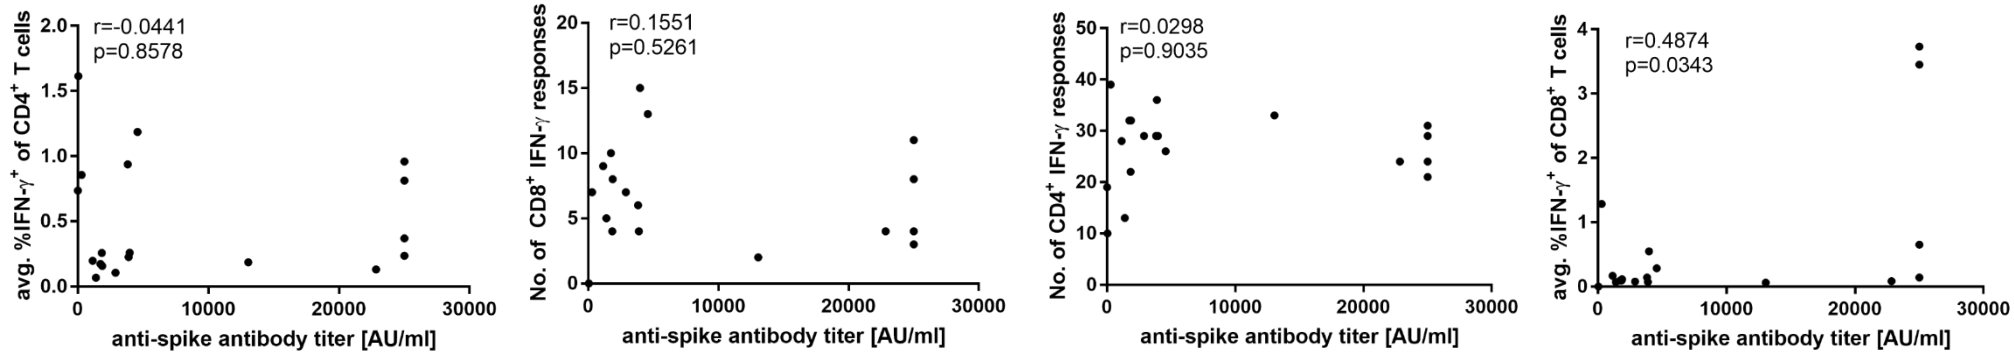 avg. %IFN-γ⁺ of CD4⁺ T cells
r=-0.0441
p=0.8578
2.0
1.5
1.0
0.5
0.0
0 10000 20000 30000
anti-spike antibody titer [AU/ml]
No. of CD8⁺ IFN-γ responses
r=0.1551
p=0.5261
20
15
10
5
0
0 10000 20000 30000
anti-spike antibody titer [AU/ml]
No. of CD4⁺ IFN-γ responses
r=0.0298
p=0.9035
50
40
30
20
10
0
0 10000 20000 30000
anti-spike antibody titer [AU/ml]
avg. %IFN-γ⁺ of CD8⁺ T cells
r=0.4874
p=0.0343
4
3
2
1
0
0 10000 20000 30000
anti-spike antibody titer [AU/ml]